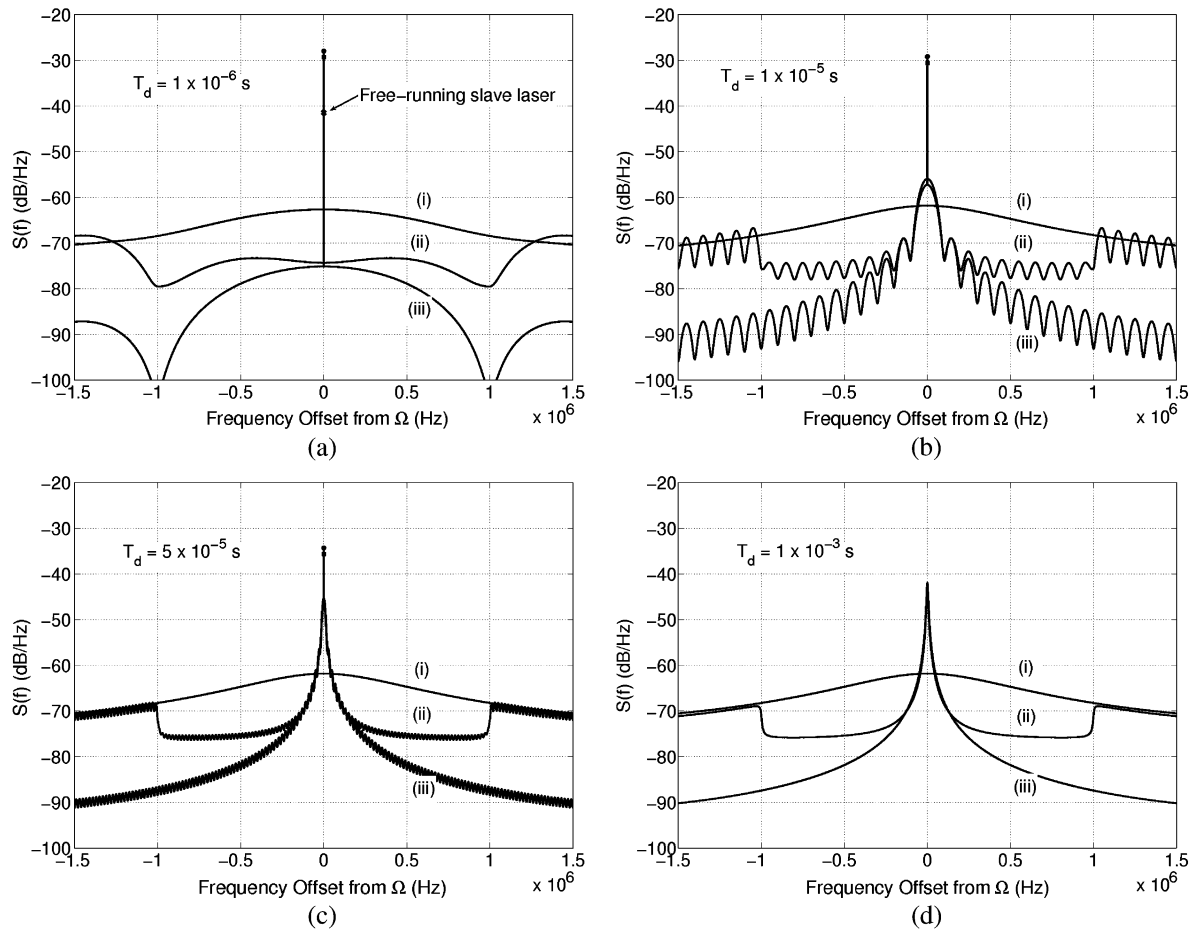 −20
−30
−40
−50
−60
−70
−80
−90
−100
S(f) (dB/Hz)
T_d = 1 x 10^−6 s
Free−running slave laser
(i)
(ii)
(iii)
−1.5 −1 −0.5 0 0.5 1 1.5
Frequency Offset from Ω (Hz)
x 10^6
(a)
−20
−30
−40
−50
−60
−70
−80
−90
−100
S(f) (dB/Hz)
T_d = 1 x 10^−5 s
(i)
(ii)
(iii)
−1.5 −1 −0.5 0 0.5 1 1.5
Frequency Offset from Ω (Hz)
x 10^6
(b)
−20
−30
−40
−50
−60
−70
−80
−90
−100
S(f) (dB/Hz)
T_d = 5 x 10^−5 s
(i)
(ii)
(iii)
−1.5 −1 −0.5 0 0.5 1 1.5
Frequency Offset from Ω (Hz)
x 10^6
(c)
−20
−30
−40
−50
−60
−70
−80
−90
−100
S(f) (dB/Hz)
T_d = 1 x 10^−3 s
(i)
(ii)
(iii)
−1.5 −1 −0.5 0 0.5 1 1.5
Frequency Offset from Ω (Hz)
x 10^6
(d)